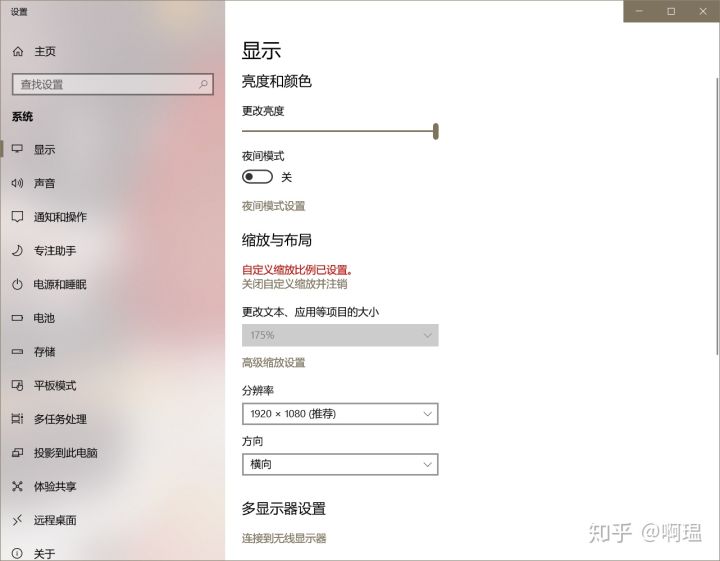 设置
主页
查找设置
系统
显示
声音
通知和操作
专注助手
电源和睡眠
电池
存储
平板模式
多任务处理
投影到此电脑
体验共享
远程桌面
关于
显示
亮度和颜色
更改亮度
夜间模式
关
夜间模式设置
缩放与布局
自定义缩放比例已设置。
关闭自定义缩放并注销
更改文本、应用等项目的大小
175%
高级缩放设置
分辨率
1920 × 1080 (推荐)
方向
横向
多显示器设置
连接到无线显示器
知乎 @啊瑥